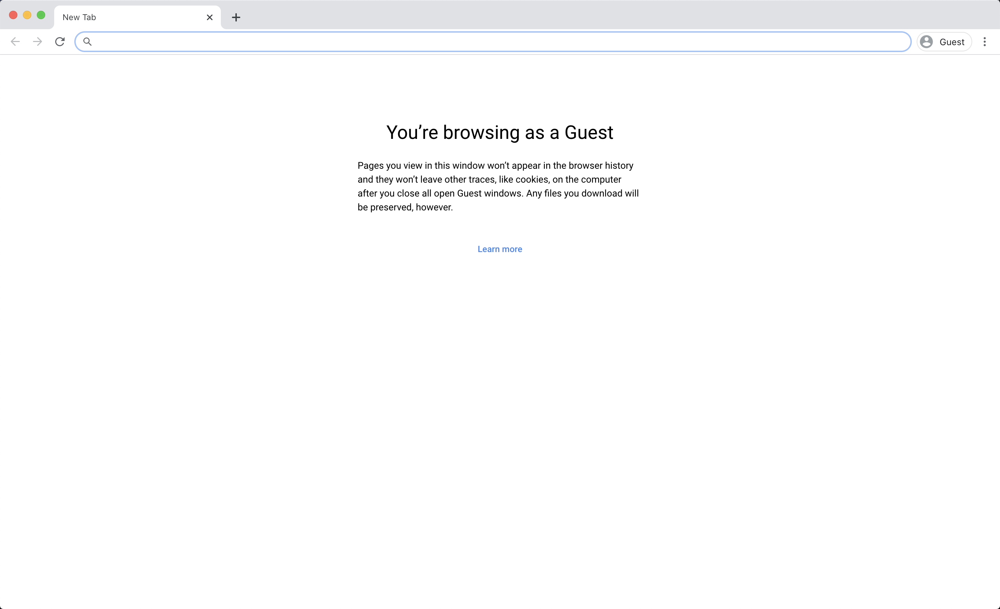 New Tab
Guest
You’re browsing as a Guest
Pages you view in this window won’t appear in the browser history
and they won’t leave other traces, like cookies, on the computer
after you close all open Guest windows. Any files you download will
be preserved, however.
Learn more